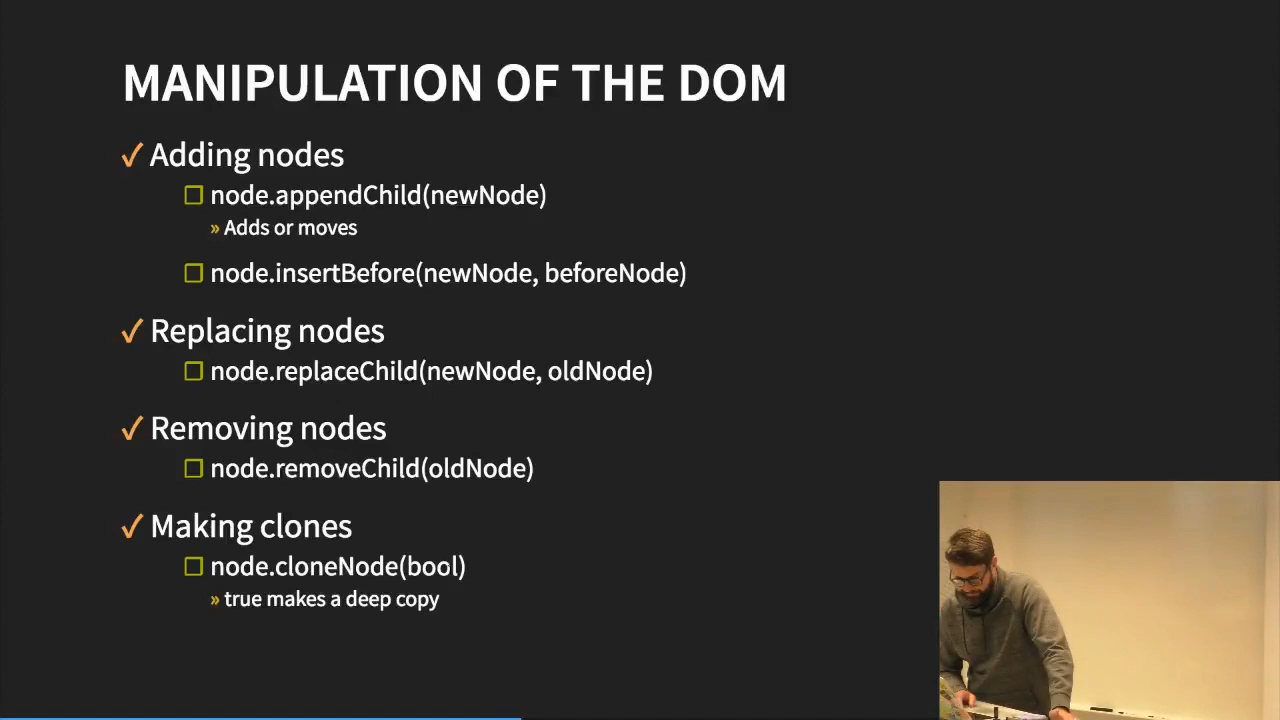 MANIPULATION OF THE DOM
✓ Adding nodes
☐ node.appendChild(newNode)
» Adds or moves
☐ node.insertBefore(newNode, beforeNode)
✓ Replacing nodes
☐ node.replaceChild(newNode, oldNode)
✓ Removing nodes
☐ node.removeChild(oldNode)
✓ Making clones
☐ node.cloneNode(bool)
» true makes a deep copy